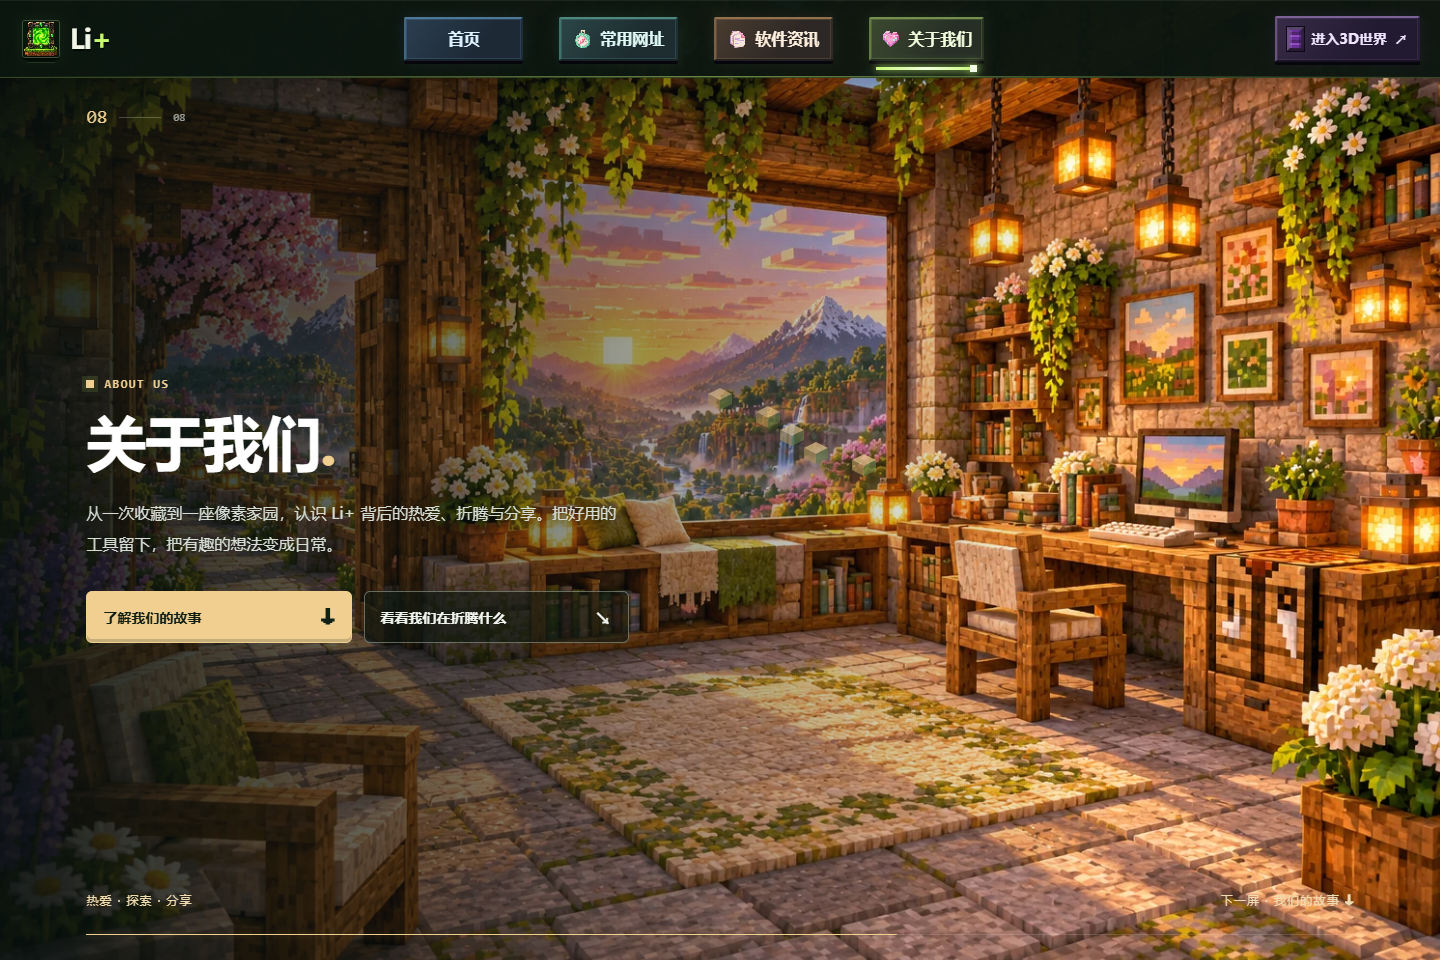 Li+
首页
常用网址
软件资讯
关于我们
进入3D世界 ↗
08
08
ABOUT US
关于我们.
从一次收藏到一座像素家园，认识 Li+ 背后的热爱、折腾与分享。把好用的
工具留下，把有趣的想法变成日常。
了解我们的故事 ↓
看看我们在折腾什么 ↘
热爱 · 探索 · 分享
下一屏 · 我们的故事 ↓